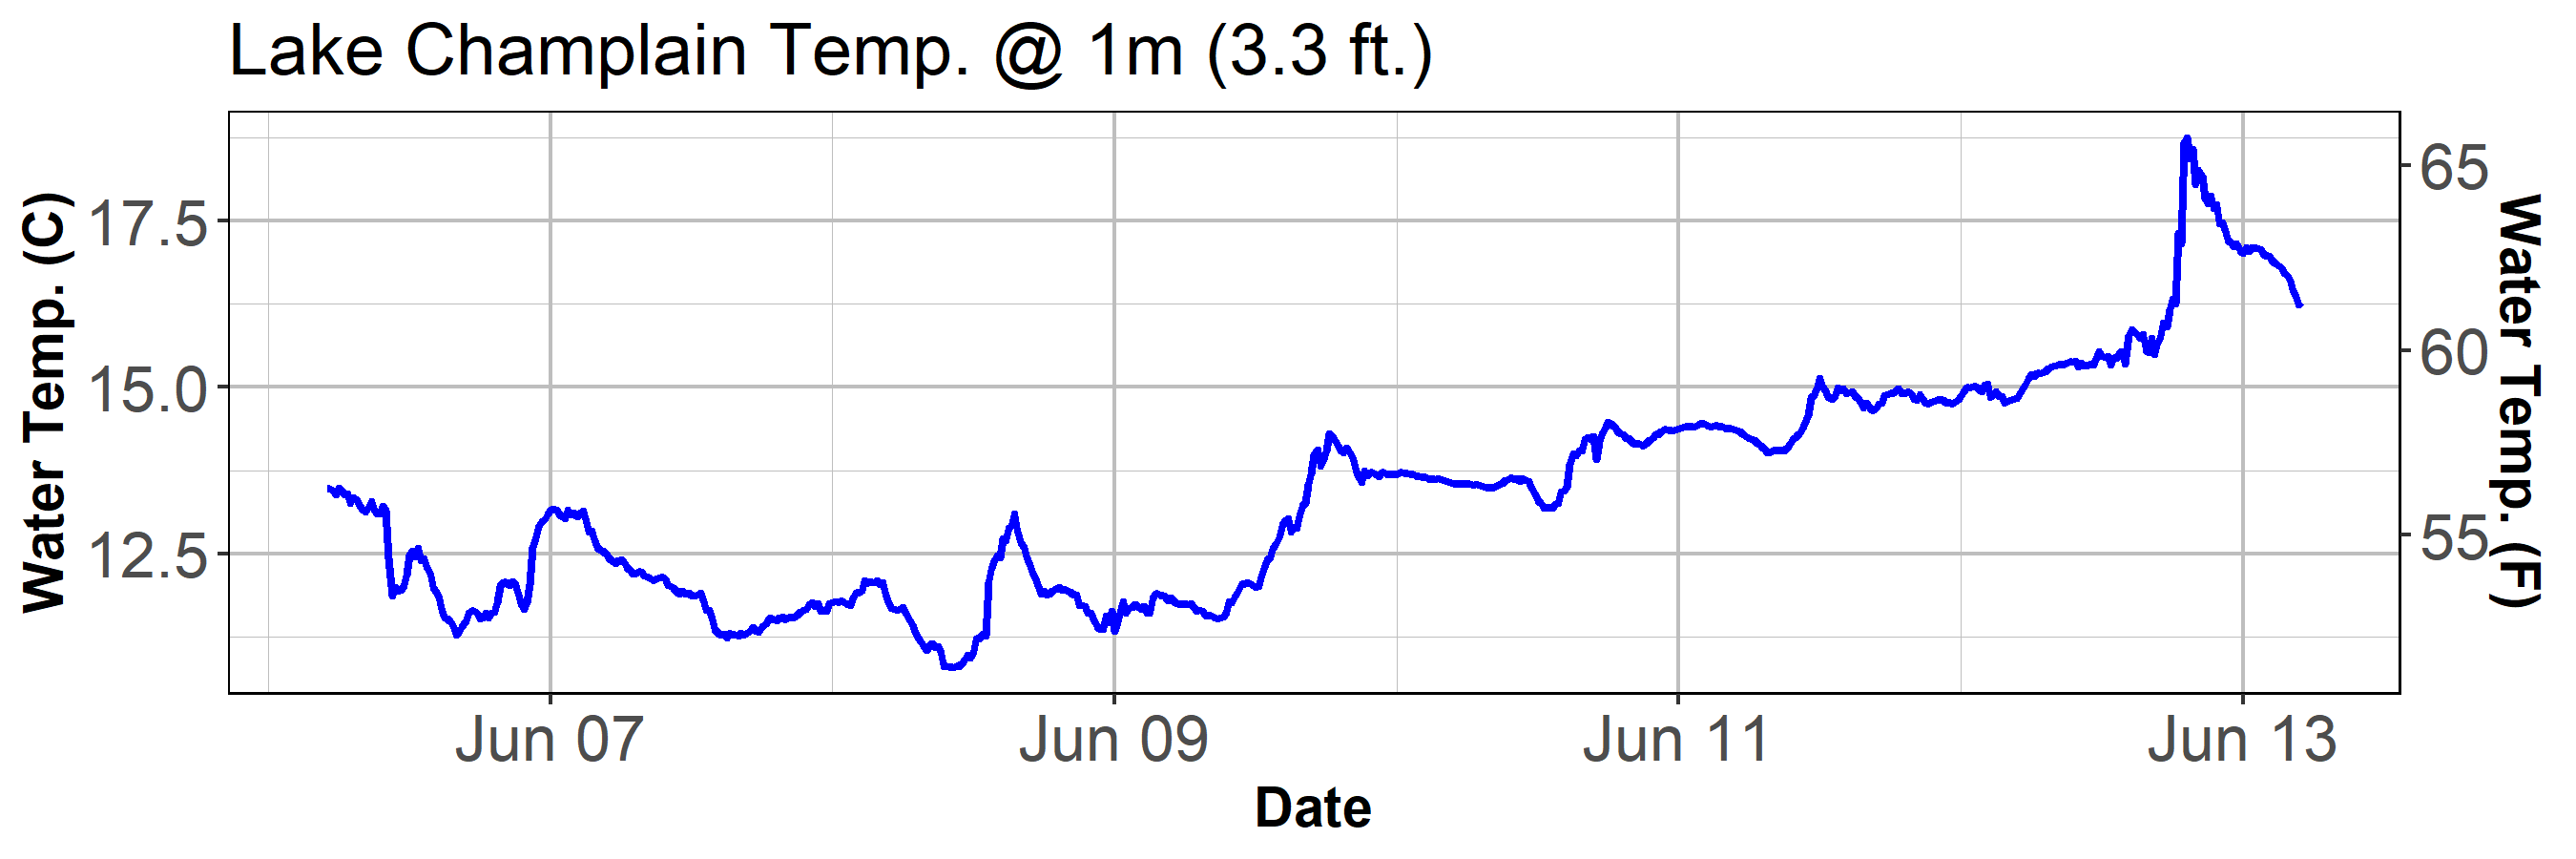 Lake Champlain Temp. @ 1m (3.3 ft.)
Water Temp. (C)
17.5
15.0
12.5
65
60
55
Water Temp. (F)
Jun 07
Jun 09
Jun 11
Jun 13
Date